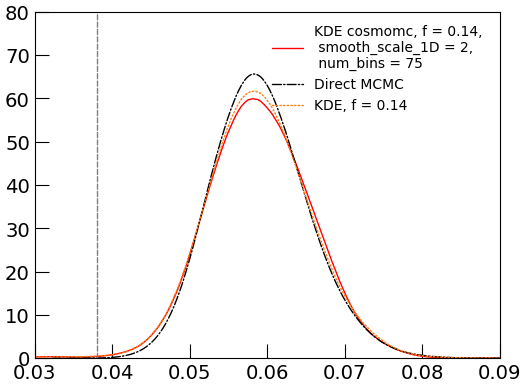 80
70
60
50
40
30
20
10
0
KDE cosmomc, f = 0.14,
smooth_scale_1D = 2,
num_bins = 75
Direct MCMC
KDE, f = 0.14
0.03 0.04 0.05 0.06 0.07 0.08 0.09